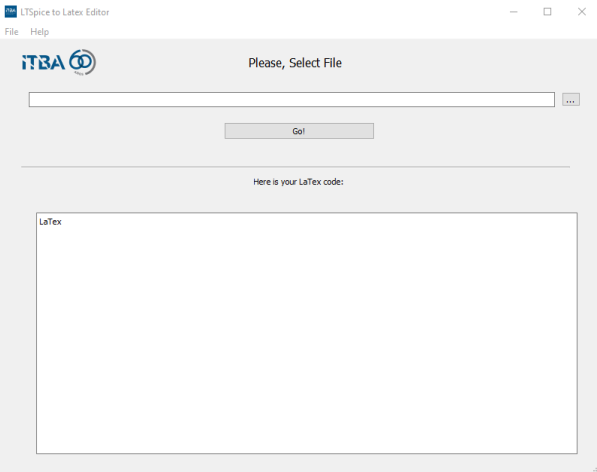 LTSpice to Latex Editor
File Help
ITBA 60
Please, Select File
...
Go!
Here is your LaTex code:
LaTex